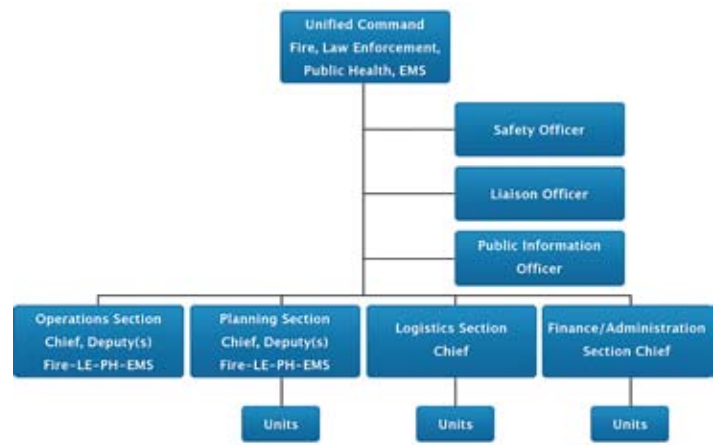 Unified Command
Fire, Law Enforcement,
Public Health, EMS
Safety Officer
Liaison Officer
Public Information
Officer
Operations Section
Chief, Deputy(s)
Fire-LE-PH-EMS
Planning Section
Chief, Deputy(s)
Fire-LE-PH-EMS
Logistics Section
Chief
Finance/Administration
Section Chief
Units
Units
Units